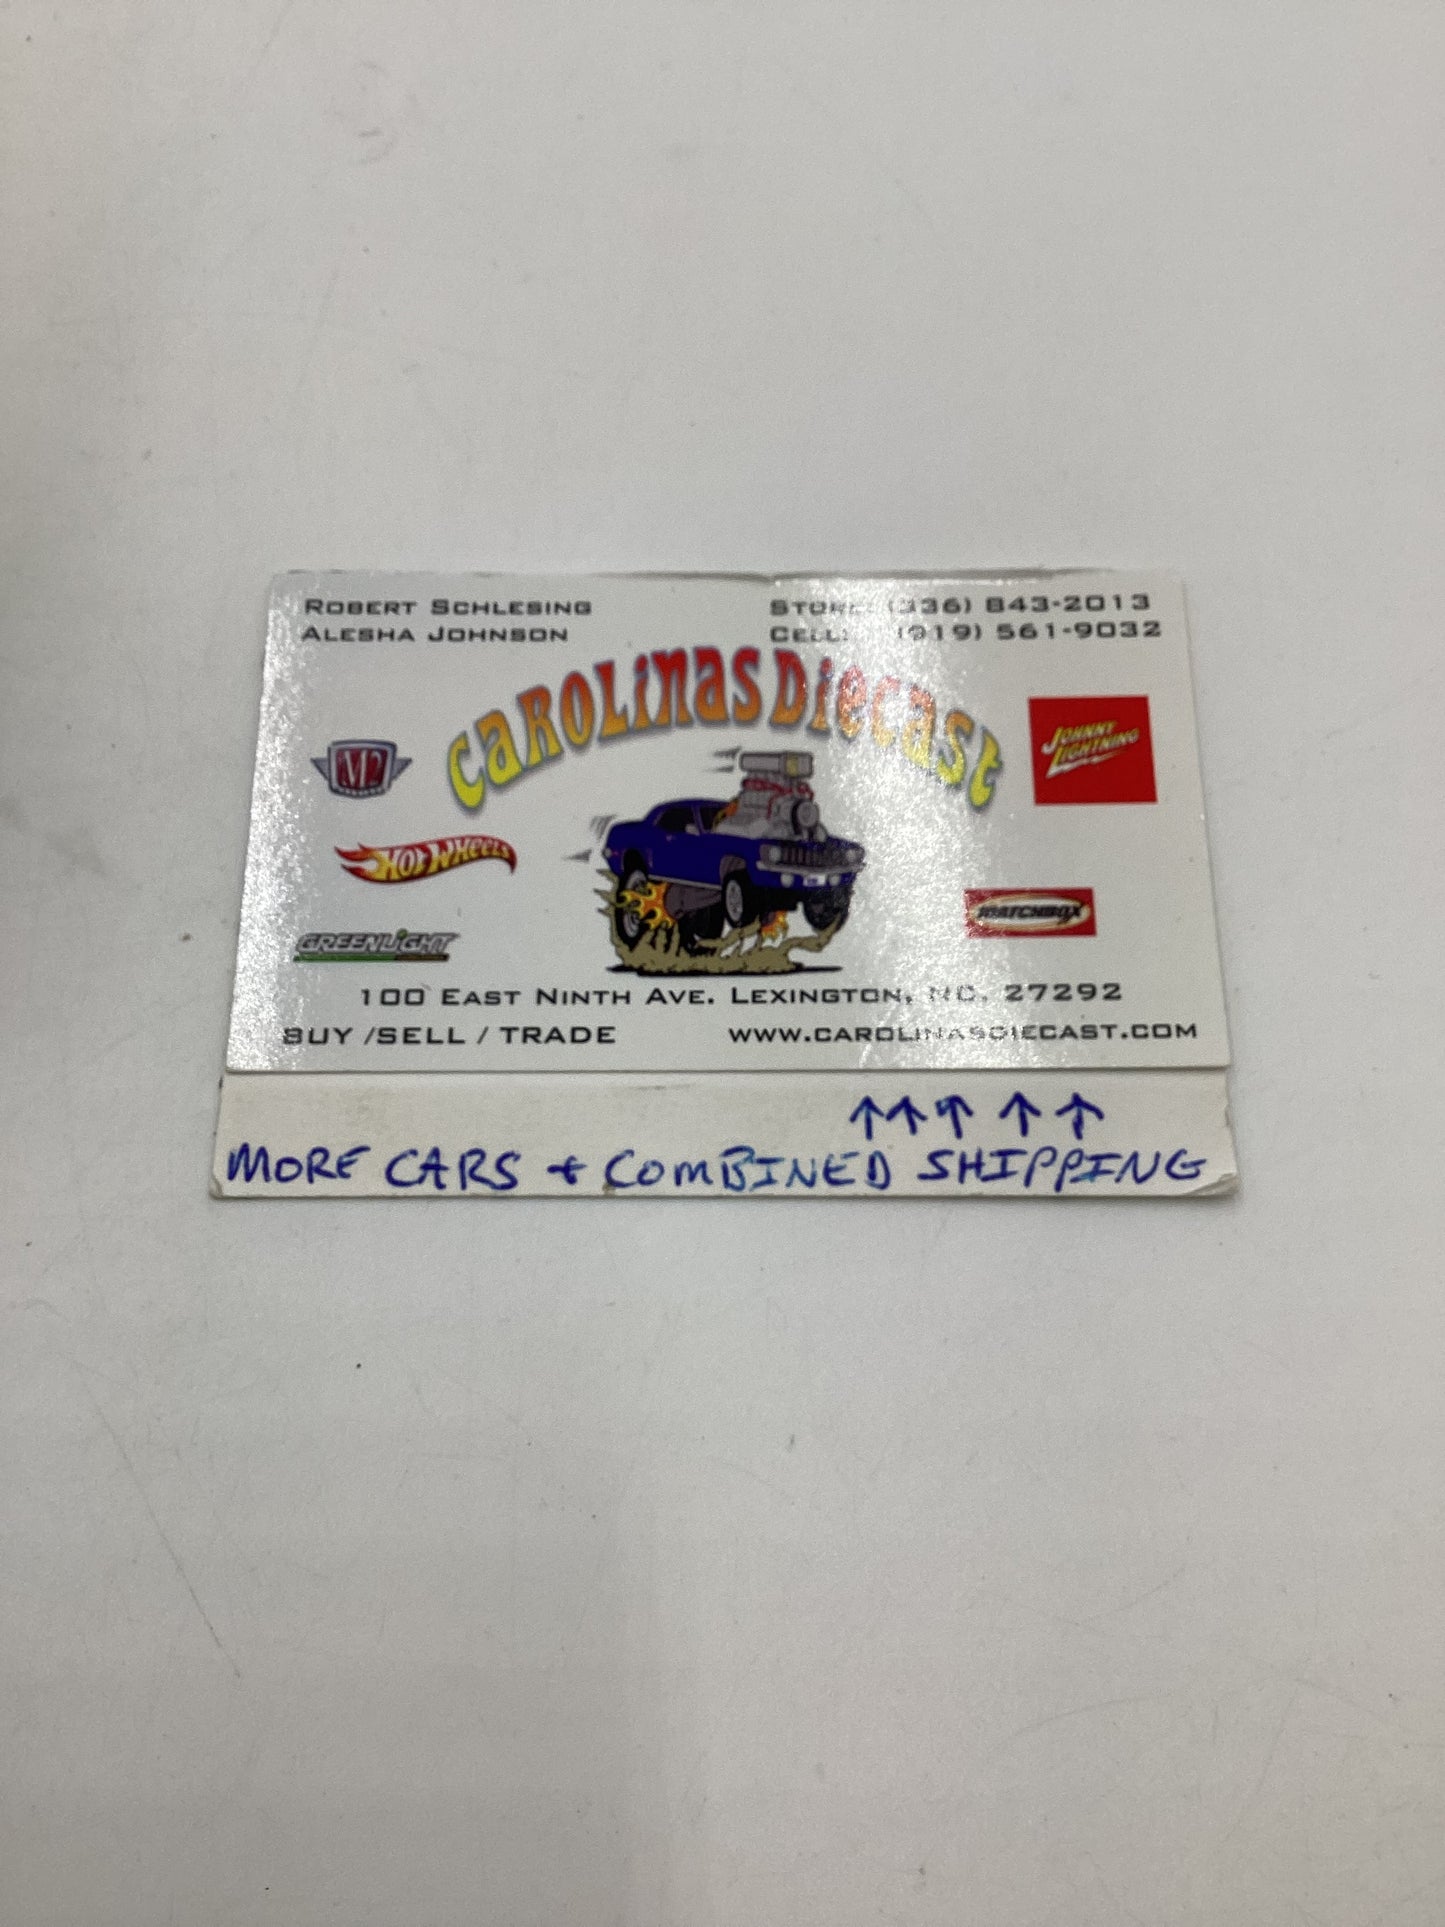 ROBERT SCHLESING
ALESHA JOHNSON
STORE: (336) 843-2013
CELL: (919) 561-9032
CAROLINAS DIECAST
M2
JOHNNY
LIGHTNING
HOT WHEELS
MATCHBOX
GREENLIGHT
100 EAST NINTH AVE. LEXINGTON, NC. 27292
BUY /SELL / TRADE
WWW.CAROLINASDIECAST.COM
↑↑↑ ↑ ↑
MORE CARS + COMBINED SHIPPING